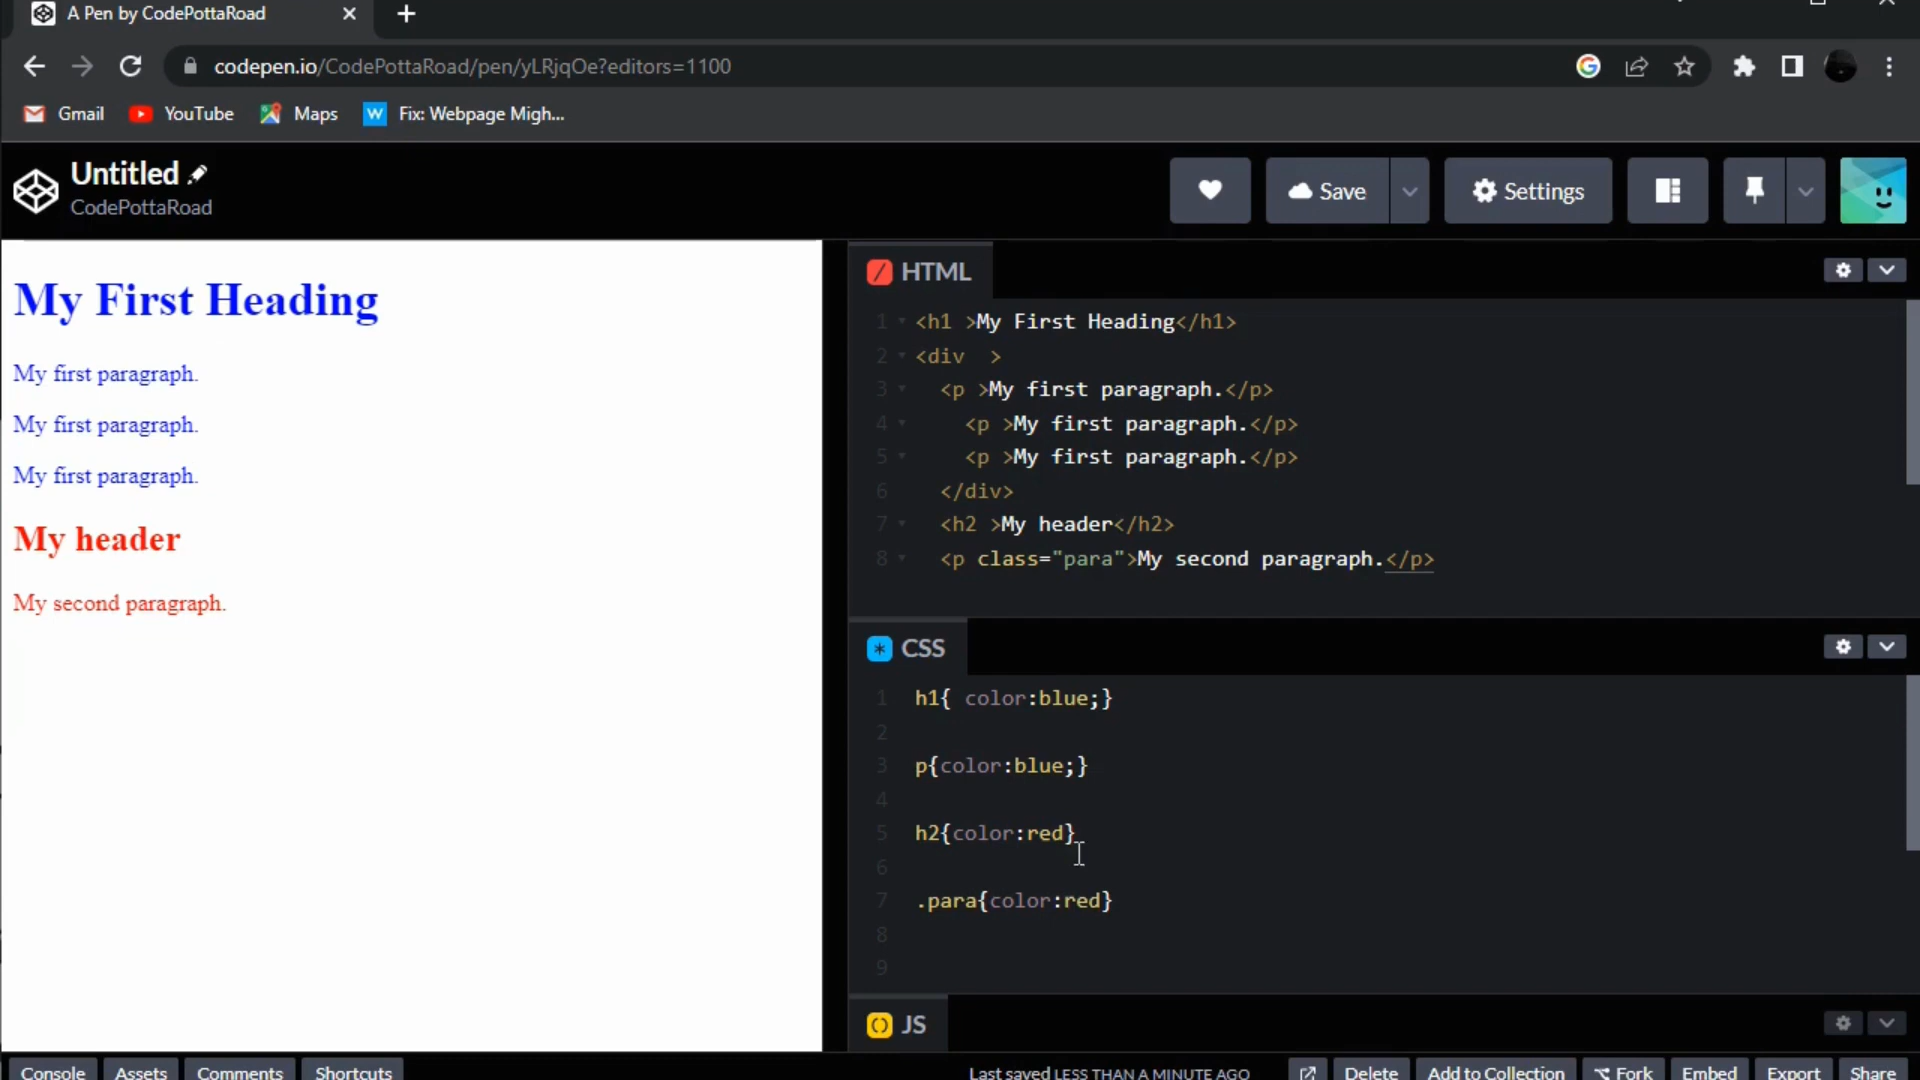 A Pen by CodePottaRoad
codepen.io/CodePottaRoad/pen/yLRjqOe?editors=1100
Gmail YouTube Maps Fix: Webpage Migh...
Untitled
CodePottaRoad
Save Settings
My First Heading
My first paragraph.
My first paragraph.
My first paragraph.
My header
My second paragraph.
HTML
1 <h1 >My First Heading</h1>
2 <div  >
3 <p >My first paragraph.</p>
4 <p >My first paragraph.</p>
5 <p >My first paragraph.</p>
6 </div>
7 <h2 >My header</h2>
8 <p class="para">My second paragraph.</p>
CSS
1 h1{ color:blue;}
2
3 p{color:blue;}
4
5 h2{color:red}
6
7 .para{color:red}
8
9
JS
Console Assets Comments Shortcuts Last saved LESS THAN A MINUTE AGO Delete Add to Collection Fork Embed Export Share